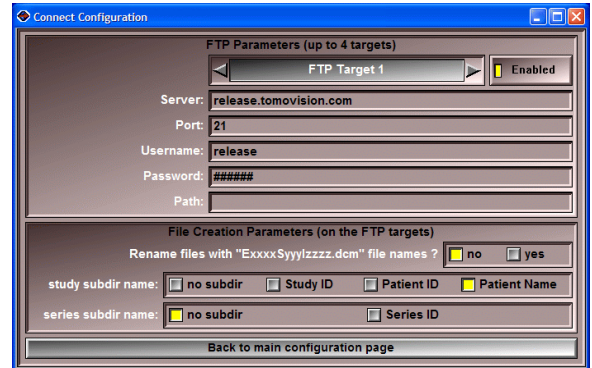 Connect Configuration
FTP Parameters (up to 4 targets)
FTP Target 1 Enabled
Server: release.tomovision.com
Port: 21
Username: release
Password: ######
Path:
File Creation Parameters (on the FTP targets)
Rename files with "ExxxxSyyyIzzzz.dcm" file names ? no yes
study subdir name: no subdir Study ID Patient ID Patient Name
series subdir name: no subdir Series ID
Back to main configuration page